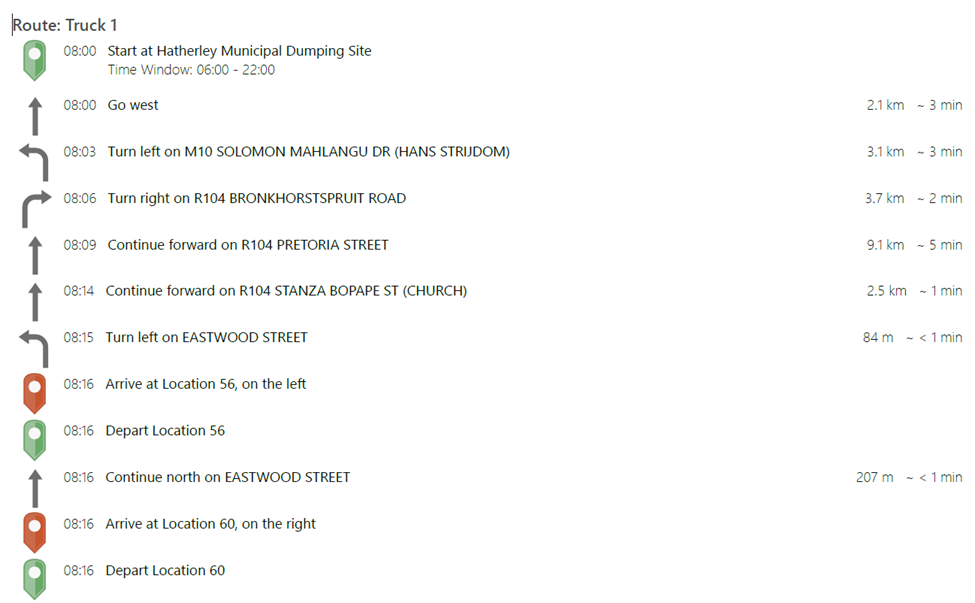 Route: Truck 1
08:00 Start at Hatherley Municipal Dumping Site
Time Window: 06:00 - 22:00
08:00 Go west 2.1 km ~ 3 min
08:03 Turn left on M10 SOLOMON MAHLANGU DR (HANS STRIJDOM) 3.1 km ~ 3 min
08:06 Turn right on R104 BRONKHORSTSPRUIT ROAD 3.7 km ~ 2 min
08:09 Continue forward on R104 PRETORIA STREET 9.1 km ~ 5 min
08:14 Continue forward on R104 STANZA BOPAPE ST (CHURCH) 2.5 km ~ 1 min
08:15 Turn left on EASTWOOD STREET 84 m ~ < 1 min
08:16 Arrive at Location 56, on the left
08:16 Depart Location 56
08:16 Continue north on EASTWOOD STREET 207 m ~ < 1 min
08:16 Arrive at Location 60, on the right
08:16 Depart Location 60